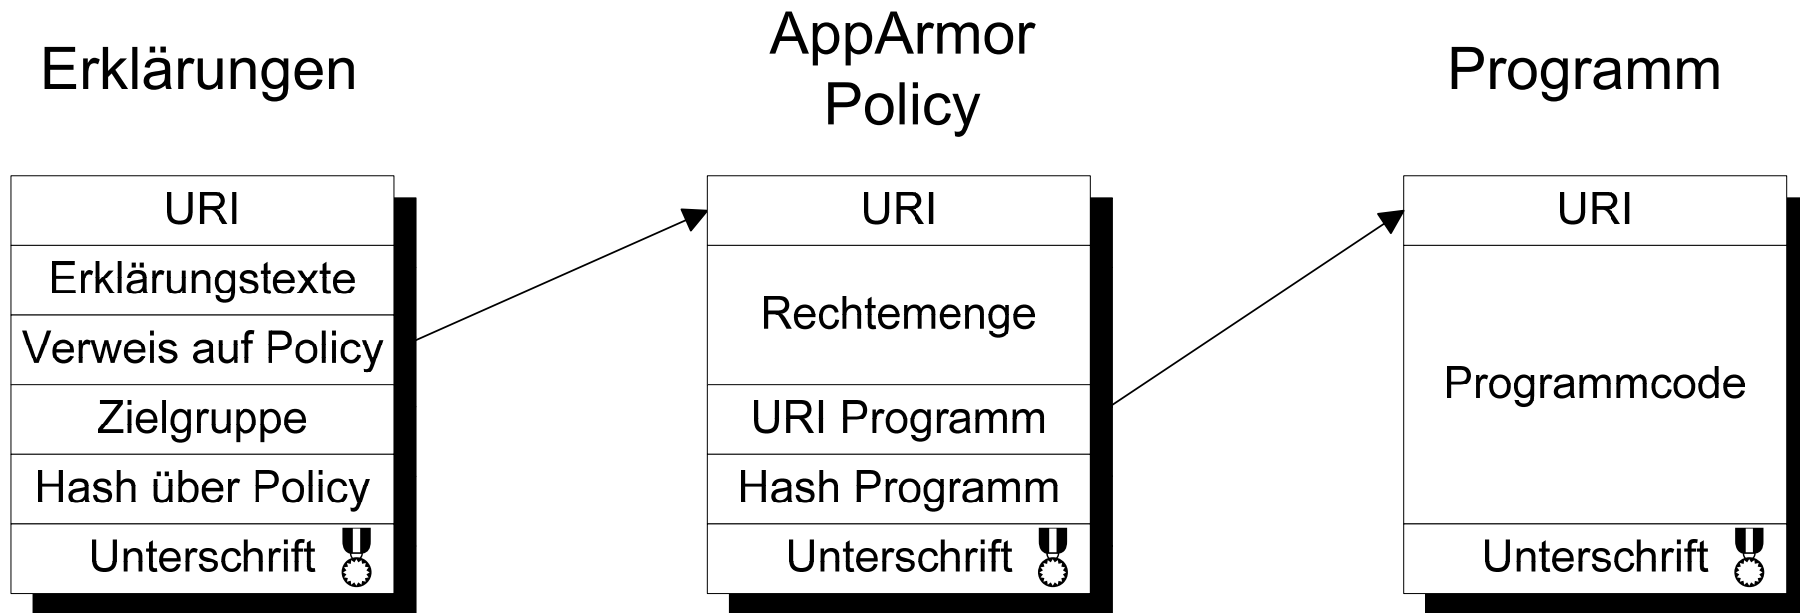 Erklärungen
URI
Erklärungstexte
Verweis auf Policy
Zielgruppe
Hash über Policy
Unterschrift
AppArmor
Policy
URI
Rechtemenge
URI Programm
Hash Programm
Unterschrift
Programm
URI
Programmcode
Unterschrift